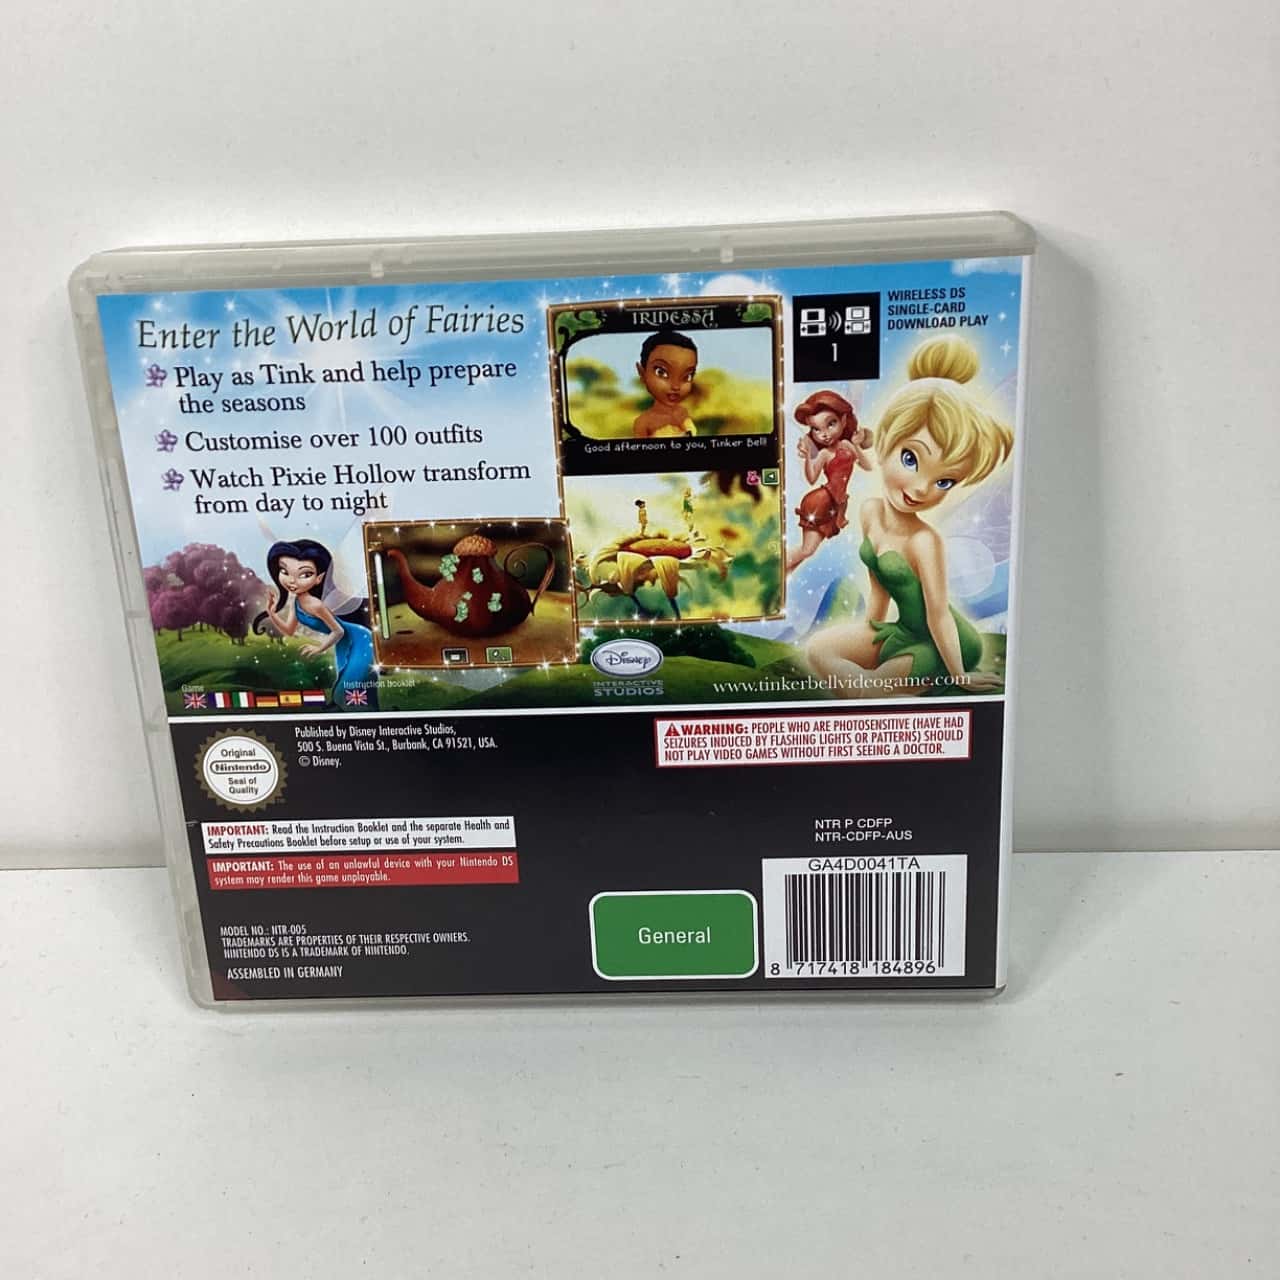 Enter the World of Fairies
Play as Tink and help prepare
the seasons
Customise over 100 outfits
Watch Pixie Hollow transform
from day to night
IRIDESSA
Good afternoon to you, Tinker Bell!
1
WIRELESS DS
SINGLE-CARD
DOWNLOAD PLAY
Game
Instruction booklet
Disney
INTERACTIVE
STUDIOS
www.tinkerbellvideogame.com
Original
Nintendo
Seal of
Quality
TM
Published by Disney Interactive Studios,
500 S. Buena Vista St., Burbank, CA 91521, USA.
© Disney.
WARNING: PEOPLE WHO ARE PHOTOSENSITIVE (HAVE HAD
SEIZURES INDUCED BY FLASHING LIGHTS OR PATTERNS) SHOULD
NOT PLAY VIDEO GAMES WITHOUT FIRST SEEING A DOCTOR.
IMPORTANT: Read the Instruction Booklet and the separate Health and
Safety Precautions Booklet before setup or use of your system.
IMPORTANT: The use of an unlawful device with your Nintendo DS
system may render this game unplayable.
MODEL NO.: NTR-005
TRADEMARKS ARE PROPERTIES OF THEIR RESPECTIVE OWNERS.
NINTENDO DS IS A TRADEMARK OF NINTENDO.
ASSEMBLED IN GERMANY
General
NTR P CDFP
NTR-CDFP-AUS
GA4D0041TA
8 717418 184896